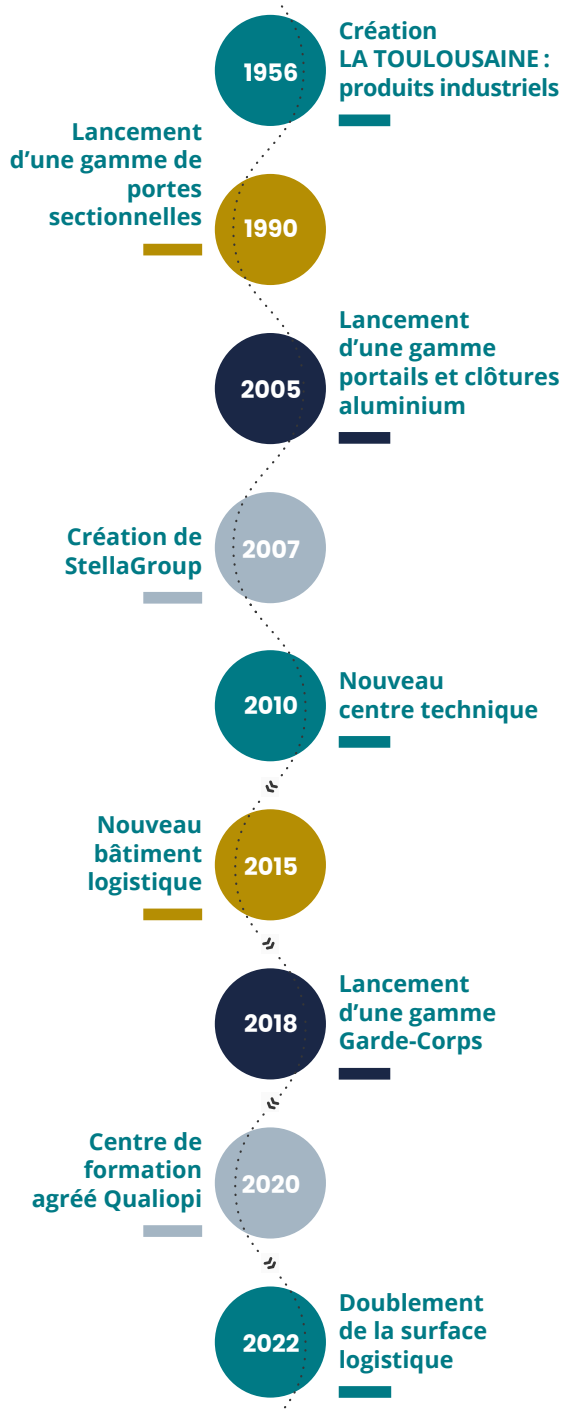 1956
Création
LA TOULOUSAINE :
produits industriels
Lancement
d’une gamme de
portes
sectionnelles
1990
Lancement
d’une gamme
portails et clôtures
aluminium
2005
Création de
StellaGroup
2007
2010
Nouveau
centre technique
Nouveau
bâtiment
logistique
2015
2018
Lancement
d’une gamme
Garde-Corps
Centre de
formation
agréé Qualiopi
2020
2022
Doublement
de la surface
logistique